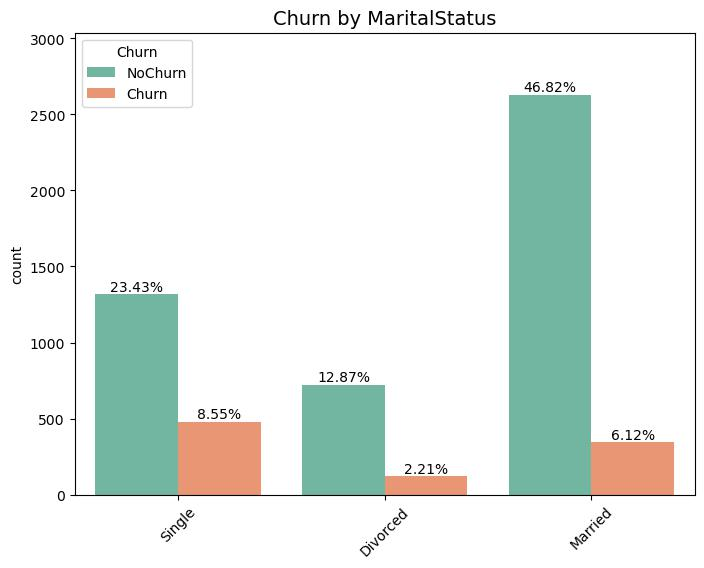 Churn by MaritalStatus
Churn
NoChurn
Churn
count
3000
2500
2000
1500
1000
500
0
23.43%
8.55%
12.87%
2.21%
46.82%
6.12%
Single
Divorced
Married